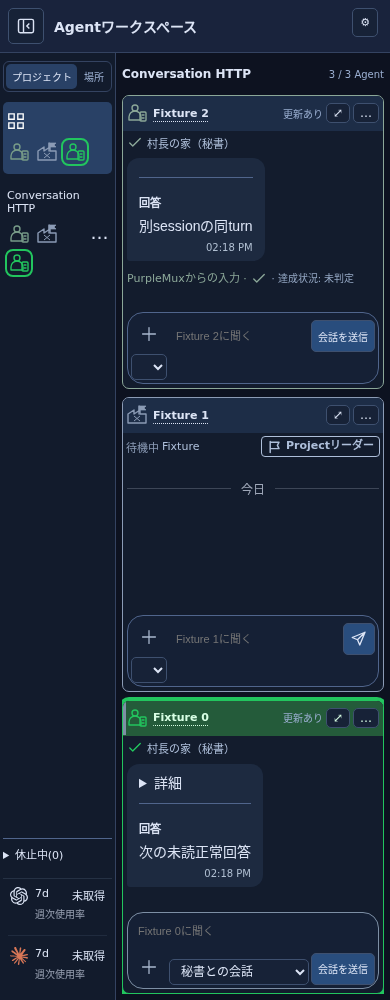 Agentワークスペース
プロジェクト
場所
Conversation HTTP
7d
未取得
週次使用率
7d
未取得
週次使用率
休止中(0)
Conversation HTTP
3 / 3 Agent
Fixture 2
更新あり
...
村長の家（秘書）
回答
別sessionの同turn
02:18 PM
PurpleMuxからの入力 · ✓ · 達成状況: 未判定
Fixture 2に聞く
会話を送信
Fixture 1
...
待機中 Fixture
Projectリーダー
今日
Fixture 1に聞く
Fixture 0
更新あり
...
村長の家（秘書）
詳細
回答
次の未読正常回答
02:18 PM
Fixture 0に聞く
秘書との会話
会話を送信